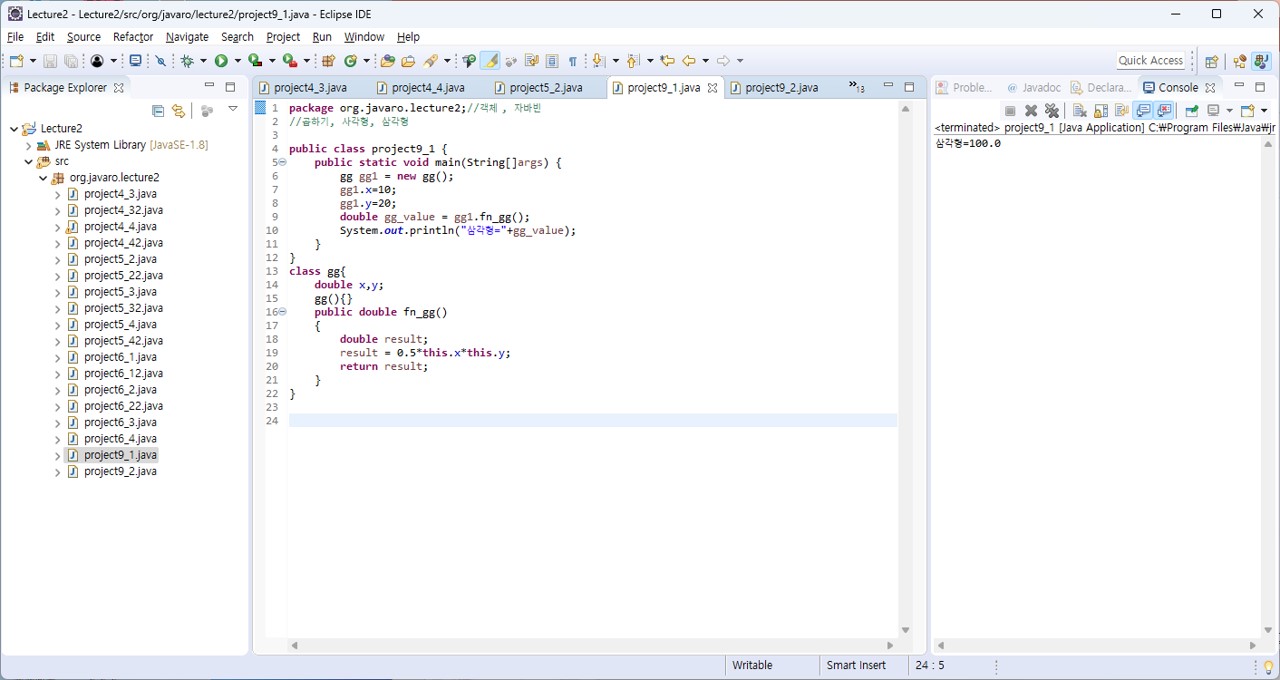 Lecture2 - Lecture2/src/org/javaro/lecture2/project9_1.java - Eclipse IDE
File Edit Source Refactor Navigate Search Project Run Window Help
Quick Access
Package Explorer
Lecture2
JRE System Library [JavaSE-1.8]
src
org.javaro.lecture2
project4_3.java
project4_32.java
project4_4.java
project4_42.java
project5_2.java
project5_22.java
project5_3.java
project5_32.java
project5_4.java
project5_42.java
project6_1.java
project6_12.java
project6_2.java
project6_22.java
project6_3.java
project6_4.java
project9_1.java
project9_2.java
project4_3.java project4_4.java project5_2.java project9_1.java project9_2.java »13
1 package org.javaro.lecture2;//객체 , 자바빈
2 //곱하기, 사각형, 삼각형
3
4 public class project9_1 {
5 public static void main(String[]args) {
6 gg gg1 = new gg();
7 gg1.x=10;
8 gg1.y=20;
9 double gg_value = gg1.fn_gg();
10 System.out.println("삼각형="+gg_value);
11 }
12 }
13 class gg{
14 double x,y;
15 gg(){}
16 public double fn_gg()
17 {
18 double result;
19 result = 0.5*this.x*this.y;
20 return result;
21 }
22 }
23
24
Proble... Javadoc Declara... Console
<terminated> project9_1 [Java Application] C:₩Program Files₩Java₩jr
삼각형=100.0
Writable Smart Insert 24 : 5